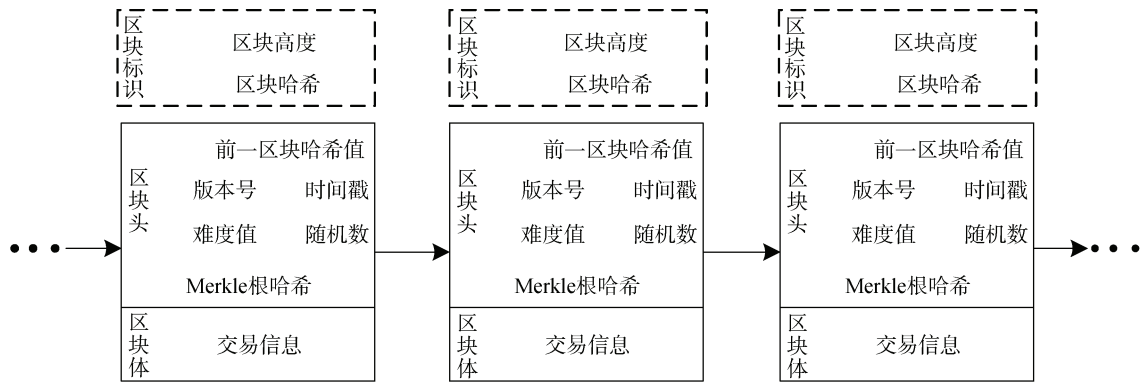 区块标识
区块高度
区块哈希
区块标识
区块高度
区块哈希
区块标识
区块高度
区块哈希
区块头
前一区块哈希值
版本号 时间戳
难度值 随机数
Merkle根哈希
区块体
交易信息
区块头
前一区块哈希值
版本号 时间戳
难度值 随机数
Merkle根哈希
区块体
交易信息
区块头
前一区块哈希值
版本号 时间戳
难度值 随机数
Merkle根哈希
区块体
交易信息